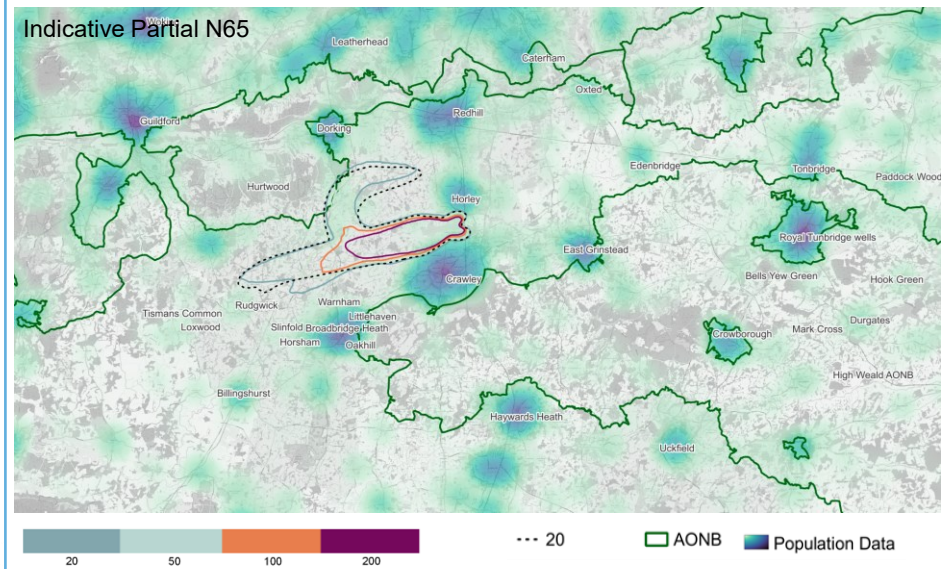 Indicative Partial N65
Woking
Leatherhead
Caterham
Oxted
Guildford
Redhill
Dorking
Edenbridge
Tonbridge
Paddock Wood
Hurtwood
Horley
Royal Tunbridge wells
East Grinstead
Crawley
Bells Yew Green
Hook Green
Rudgwick
Warnham
Tismans Common
Littlehaven
Loxwood
Slinfold
Broadbridge Heath
Durgates
Mark Cross
Crowborough
Horsham
Oakhill
High Weald AONB
Billingshurst
Haywards Heath
Uckfield
20
50
100
200
20
AONB
Population Data